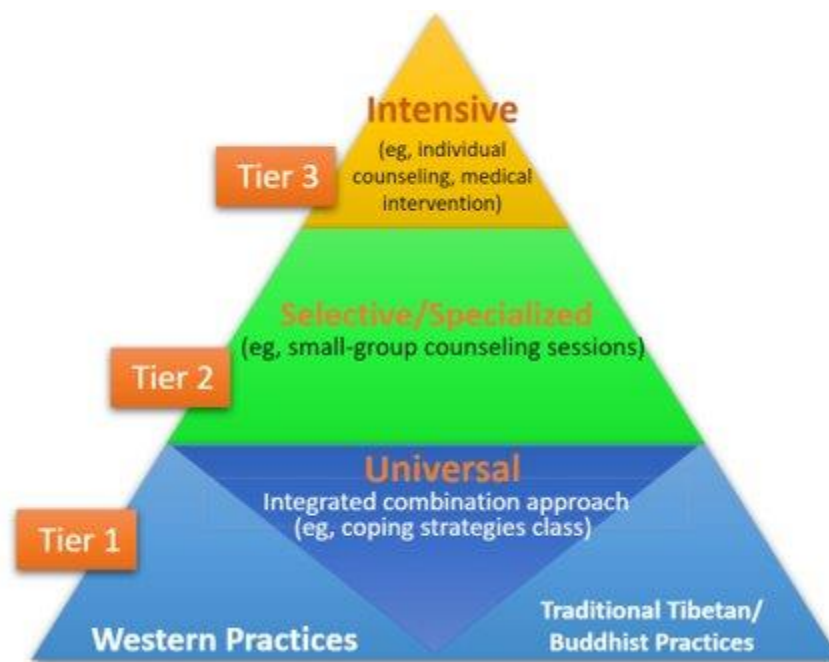 Intensive
(eg, individual
counseling, medical
intervention)
Tier 3
Selective/Specialized
(eg, small-group counseling sessions)
Tier 2
Universal
Integrated combination approach
(eg, coping strategies class)
Tier 1
Western Practices
Traditional Tibetan/
Buddhist Practices